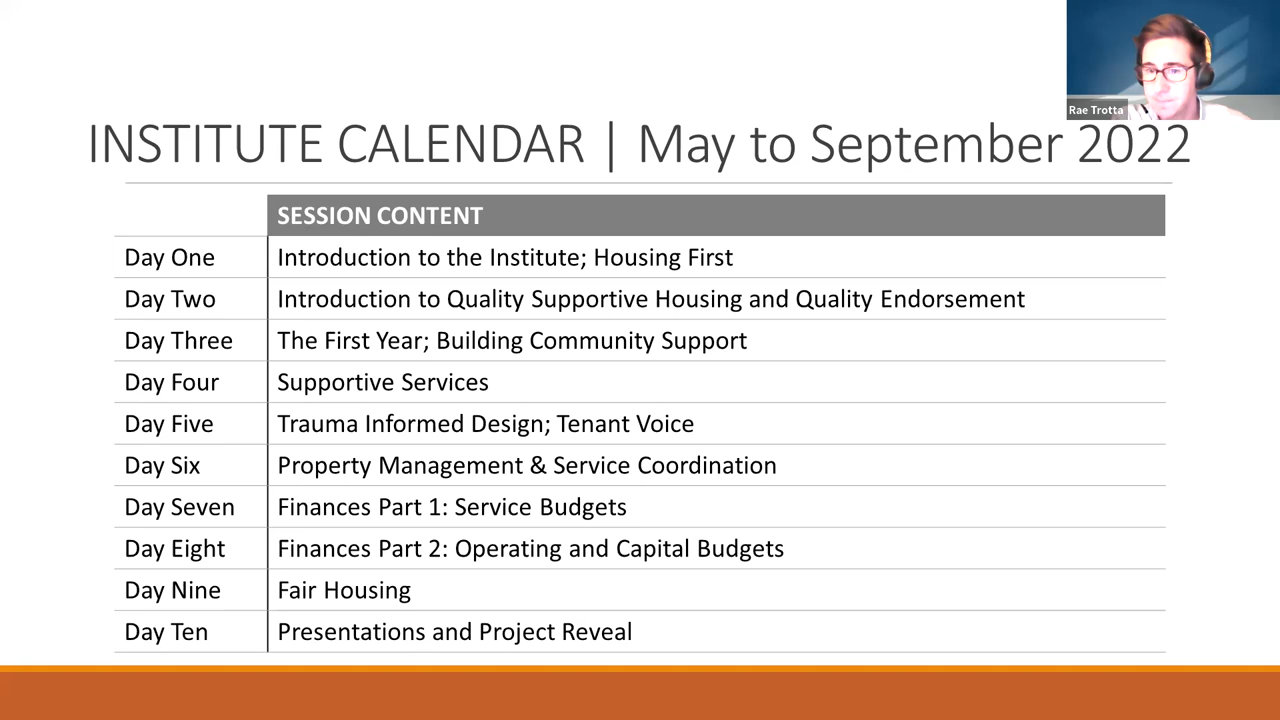 Rae Trotta
INSTITUTE CALENDAR | May to September 2022
SESSION CONTENT
Day One Introduction to the Institute; Housing First
Day Two Introduction to Quality Supportive Housing and Quality Endorsement
Day Three The First Year; Building Community Support
Day Four Supportive Services
Day Five Trauma Informed Design; Tenant Voice
Day Six Property Management & Service Coordination
Day Seven Finances Part 1: Service Budgets
Day Eight Finances Part 2: Operating and Capital Budgets
Day Nine Fair Housing
Day Ten Presentations and Project Reveal